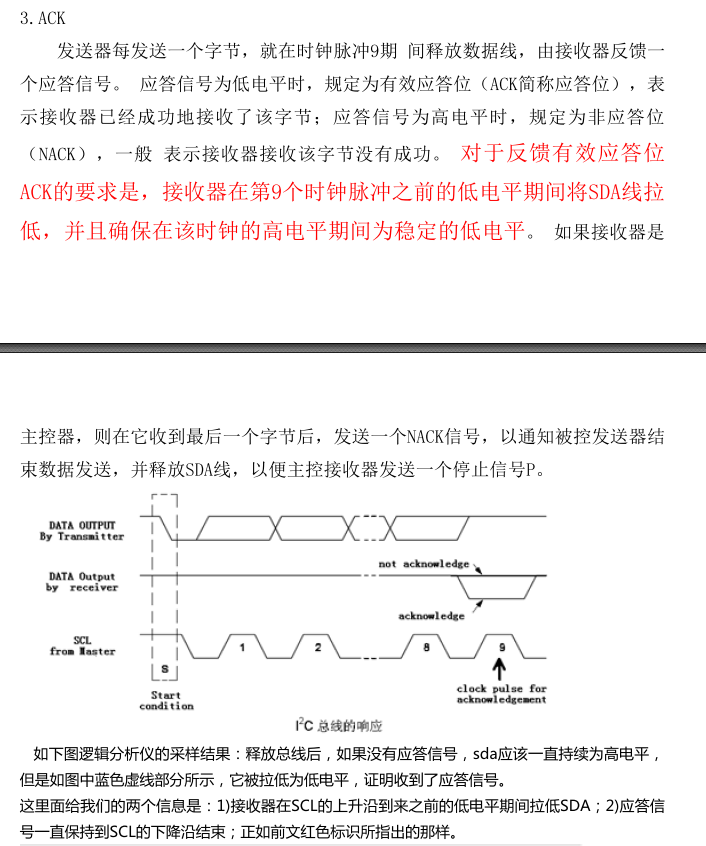 3.ACK
发送器每发送一个字节，就在时钟脉冲9期 间释放数据线，由接收器反馈一
个应答信号。 应答信号为低电平时，规定为有效应答位（ACK简称应答位），表
示接收器已经成功地接收了该字节；应答信号为高电平时，规定为非应答位
（NACK），一般 表示接收器接收该字节没有成功。 对于反馈有效应答位
ACK的要求是，接收器在第9个时钟脉冲之前的低电平期间将SDA线拉
低，并且确保在该时钟的高电平期间为稳定的低电平。 如果接收器是
主控器，则在它收到最后一个字节后，发送一个NACK信号，以通知被控发送器结
束数据发送，并释放SDA线，以便主控接收器发送一个停止信号P。
DATA OUTPUT
By Transmitter
not acknowledge
DATA Output
by receiver
acknowledge
SCL
from Master
1
2
8
9
S
Start
condition
clock pulse for
acknowledgement
I²C 总线的响应
如下图逻辑分析仪的采样结果：释放总线后，如果没有应答信号，sda应该一直持续为高电平，
但是如图中蓝色虚线部分所示，它被拉低为低电平，证明收到了应答信号。
这里面给我们的两个信息是：1)接收器在SCL的上升沿到来之前的低电平期间拉低SDA；2)应答信
号一直保持到SCL的下降沿结束；正如前文红色标识所指出的那样。